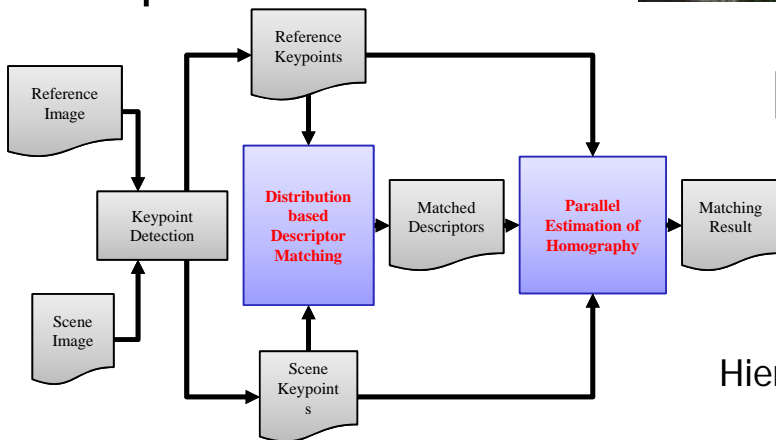 Reference
Keypoints
Reference
Image
Keypoint
Detection
Scene
Image
Distribution
based
Descriptor
Matching
Matched
Descriptors
Parallel
Estimation of
Homography
Matching
Result
Scene
Keypoint
s
Hier